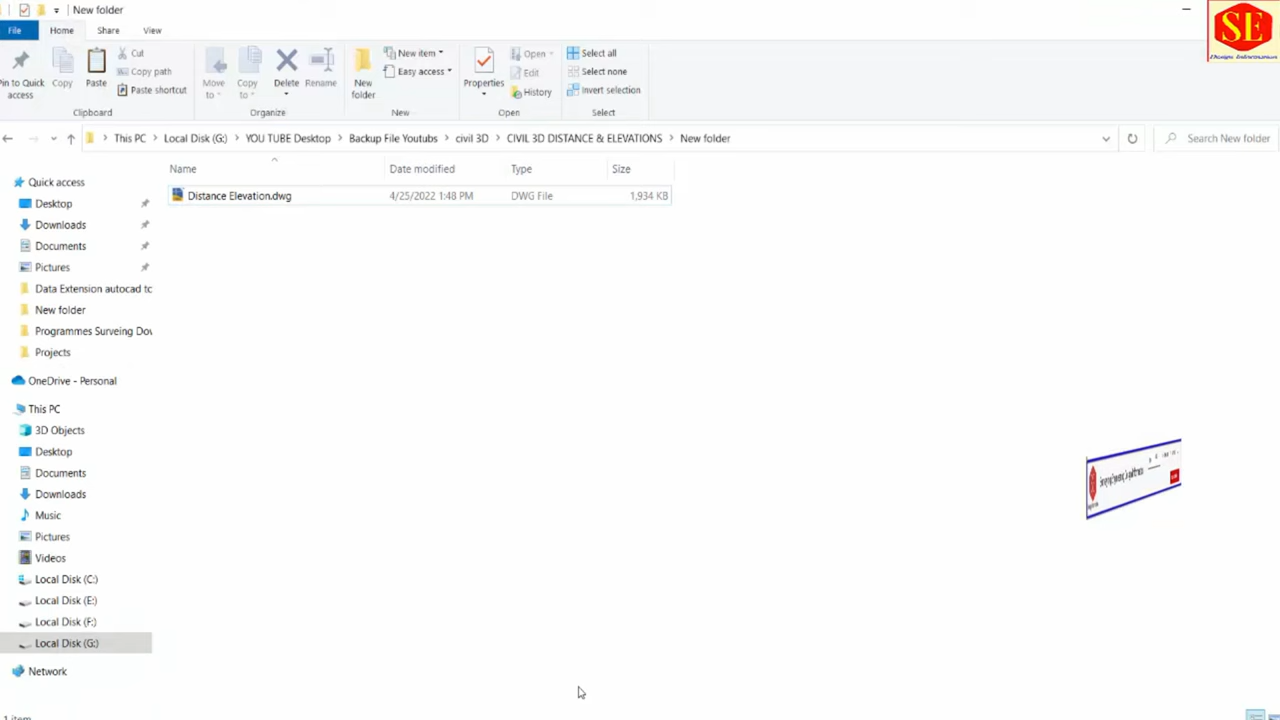 New folder
SE
Design Information
File Home Share View
Pin to Quick access
Copy
Paste
Cut
Copy path
Paste shortcut
Clipboard
Move to
Copy to
Delete
Rename
Organize
New folder
New item
Easy access
New
Properties
Open
Edit
History
Open
Select all
Select none
Invert selection
Select
This PC > Local Disk (G:) > YOU TUBE Desktop > Backup File Youtubs > civil 3D > CIVIL 3D DISTANCE & ELEVATIONS > New folder
Search New folder
Name Date modified Type Size
Distance Elevation.dwg 4/25/2022 1:48 PM DWG File 1,934 KB
Quick access
Desktop
Downloads
Documents
Pictures
Data Extension autocad tc
New folder
Programmes Surveing Dov
Projects
OneDrive - Personal
This PC
3D Objects
Desktop
Documents
Downloads
Music
Pictures
Videos
Local Disk (C:)
Local Disk (E:)
Local Disk (F:)
Local Disk (G:)
Network
1 item